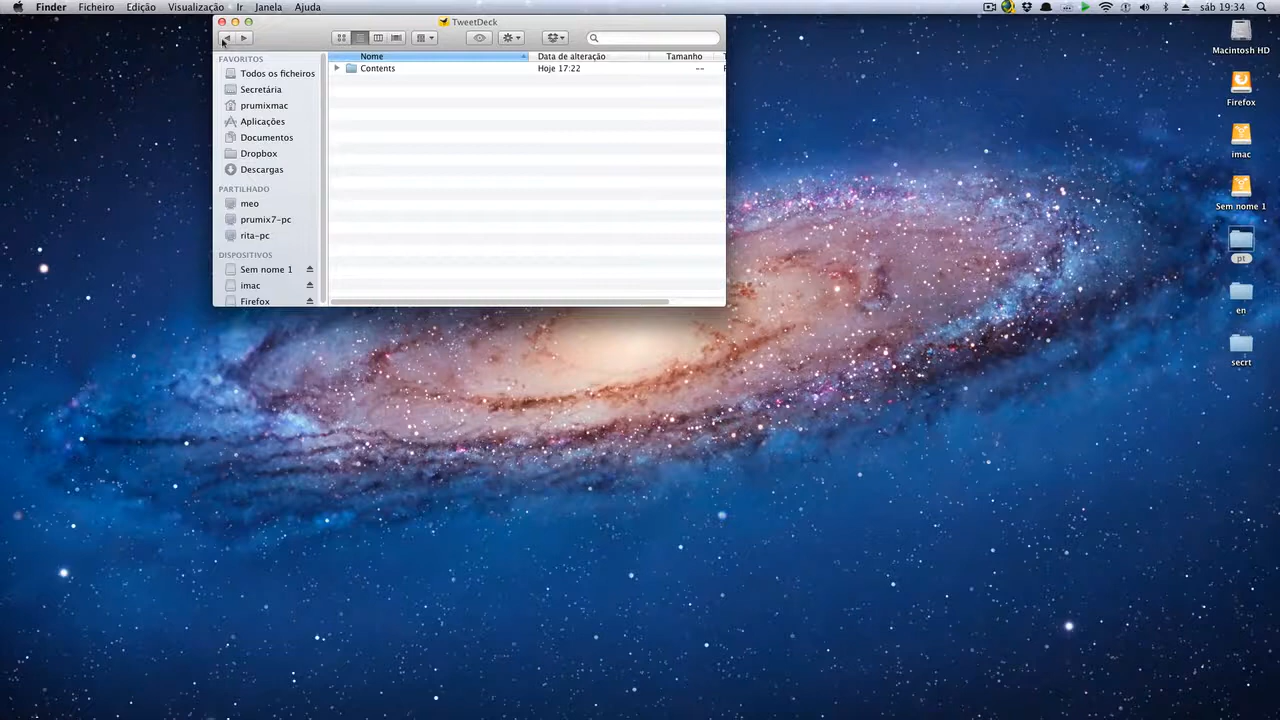 Finder Ficheiro Edição Visualização Ir Janela Ajuda sáb 19:34
TweetDeck
FAVORITOS
Todos os ficheiros
Secretária
prumixmac
Aplicações
Documentos
Dropbox
Descargas
PARTILHADO
meo
prumix7-pc
rita-pc
DISPOSITIVOS
Sem nome 1
imac
Firefox
Nome Data de alteração Tamanho
Contents Hoje 17:22 --
Macintosh HD
Firefox
imac
Sem nome 1
pt
en
secrt